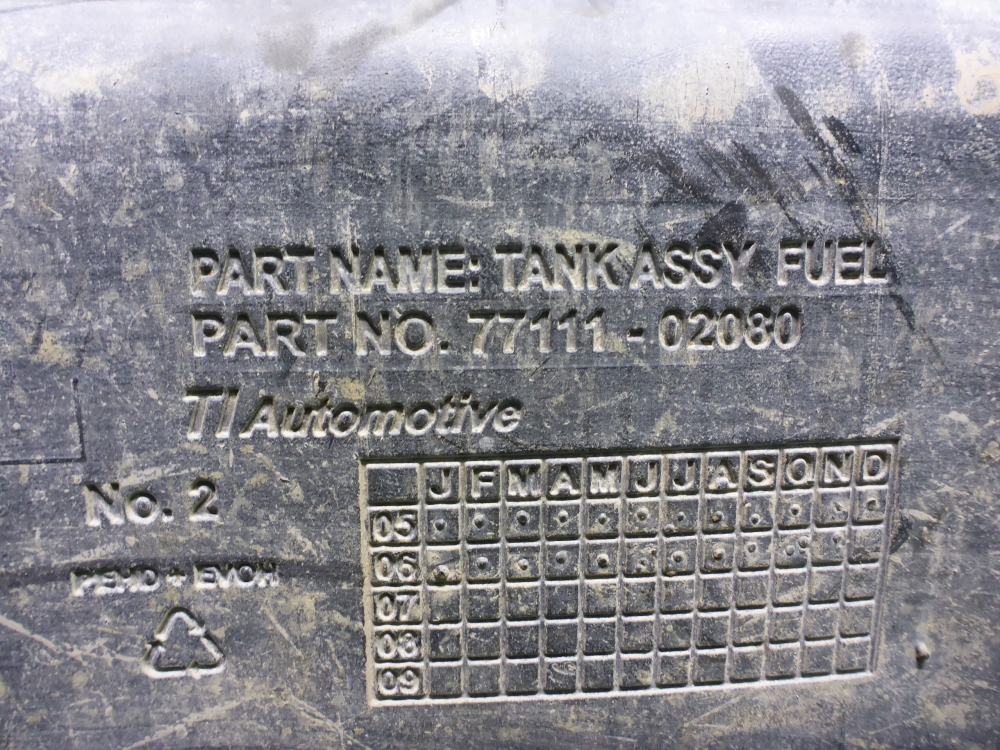 PART NAME: TANK ASSY FUEL
PART NO. 77111 - 02080
TI Automotive
No. 2
J F M A M J J A S O N D
05
06
07
08
09